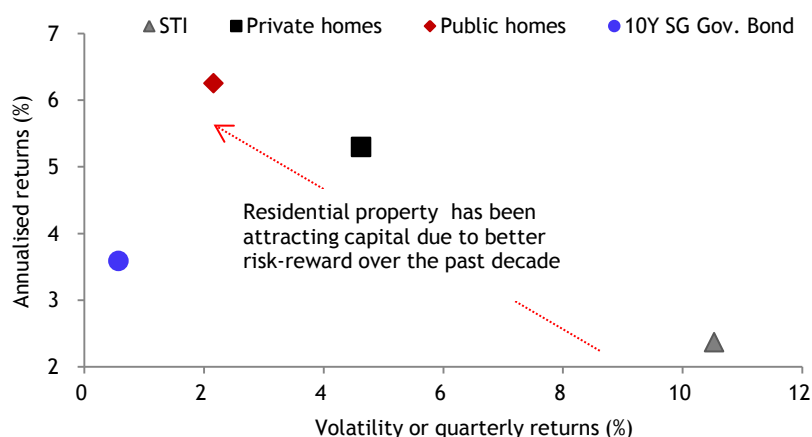 STI Private homes Public homes 10Y SG Gov. Bond
7
6
5
4
3
2
Annualised returns (%)
Residential property has been
attracting capital due to better
risk-reward over the past decade
0 2 4 6 8 10 12
Volatility or quarterly returns (%)